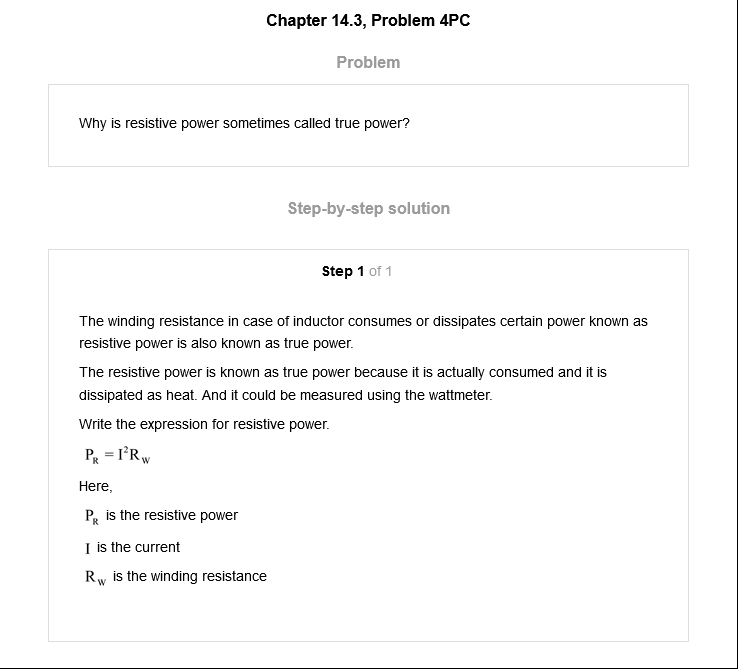 Chapter 14.3, Problem 4PC
Problem
Why is resistive power sometimes called true power?
Step-by-step solution
Step 1 of 1
The winding resistance in case of inductor consumes or dissipates certain power known as
resistive power is also known as true power.
The resistive power is known as true power because it is actually consumed and it is
dissipated as heat. And it could be measured using the wattmeter.
Write the expression for resistive power.
P_R = I²R_W
Here,
P_R is the resistive power
I is the current
R_W is the winding resistance